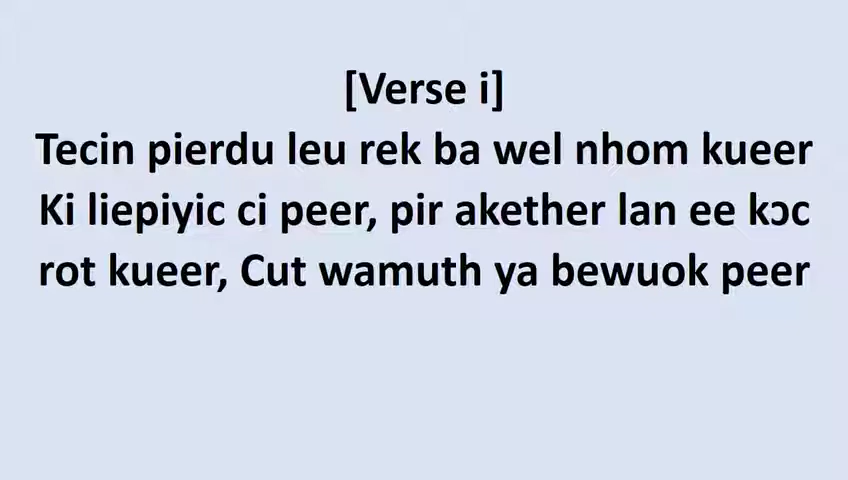 [Verse i]
Tecin pierdu leu rek ba wel nhom kueer
Ki liepiyic ci peer, pir akether lan ee kɔc
rot kueer, Cut wamuth ya bewuok peer